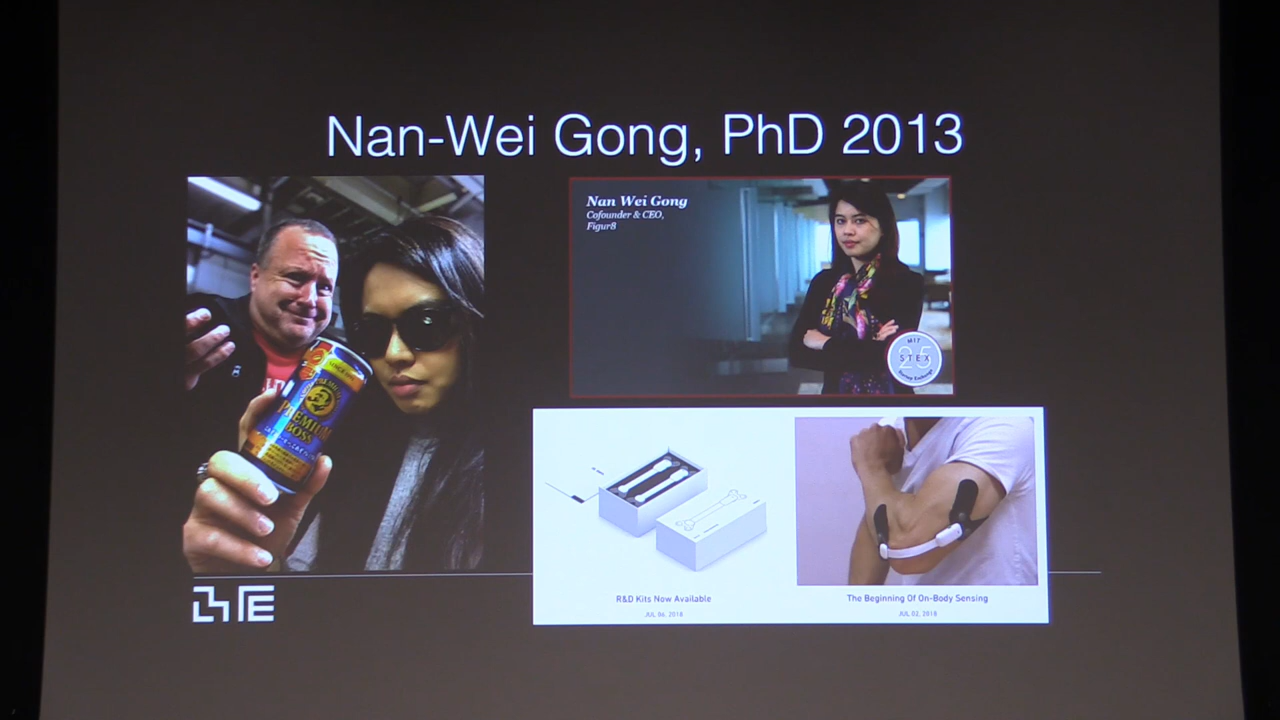 Nan-Wei Gong, PhD 2013
Nan Wei Gong
Cofounder & CEO,
Figur8
MIT
25
STEX
PREMIUM
BOSS
R&D Kits Now Available
JUL 06, 2018
The Beginning Of On-Body Sensing
JUL 02, 2018